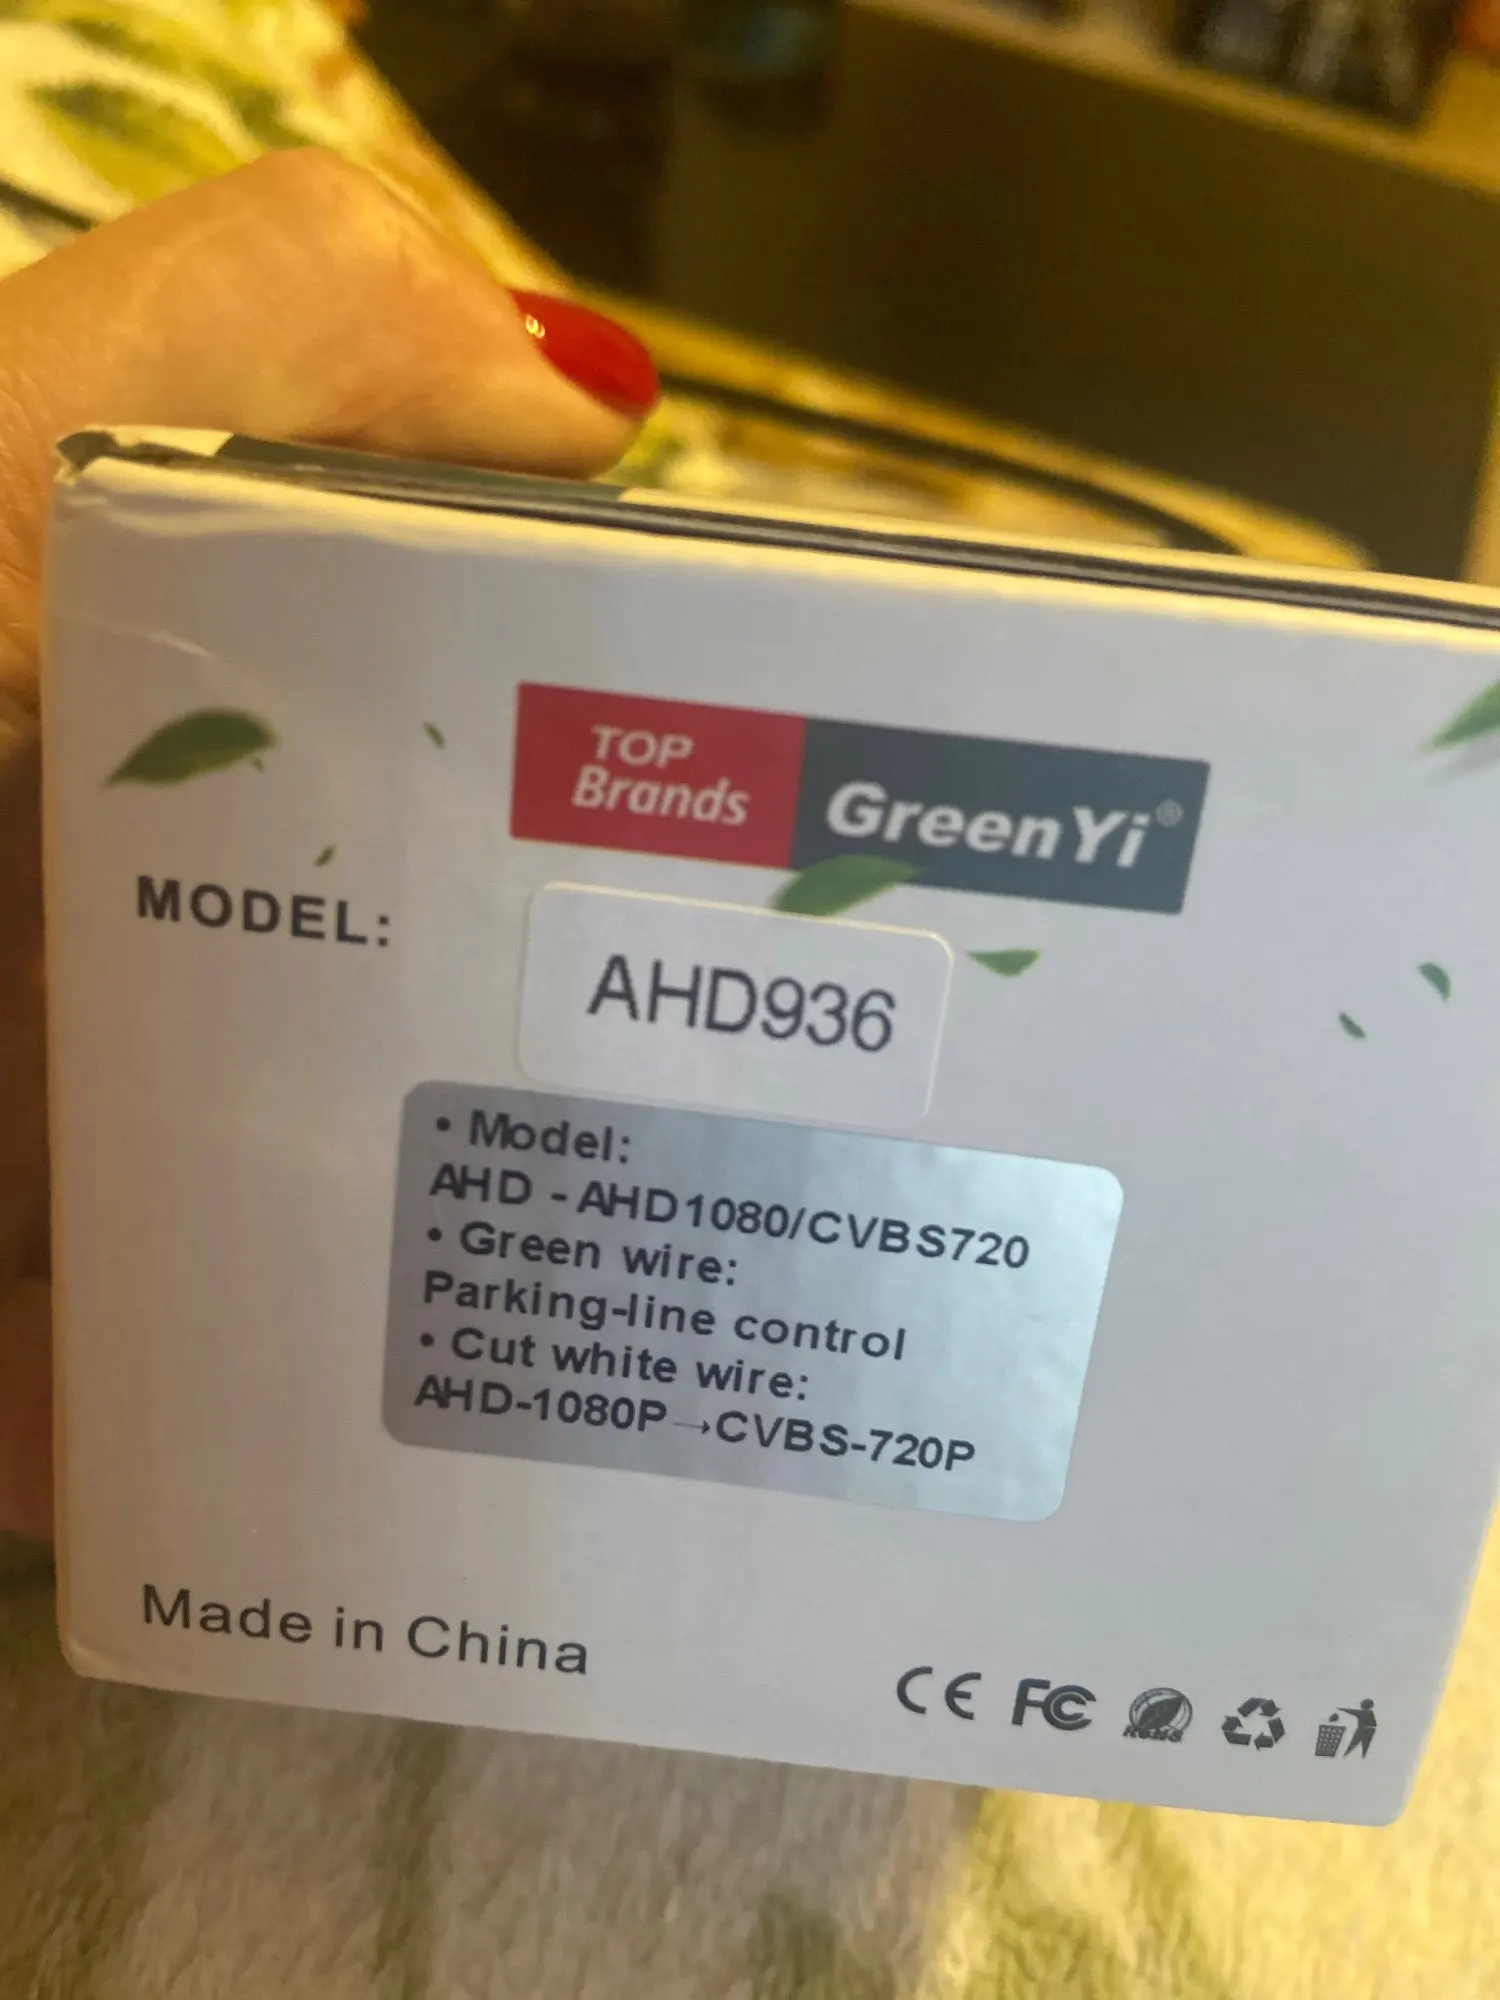 TOP
Brands
GreenYi®
MODEL:
AHD936
• Model:
AHD - AHD1080/CVBS720
• Green wire:
Parking-line control
• Cut white wire:
AHD-1080P→CVBS-720P
Made in China
CE FC RoHS